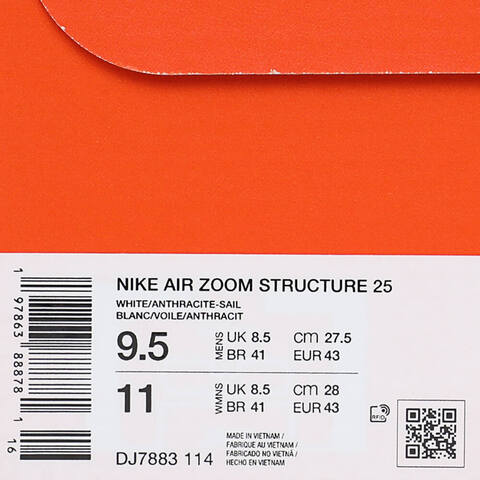 NIKE AIR ZOOM STRUCTURE 25
WHITE/ANTHRACITE-SAIL
BLANC/VOILE/ANTHRACIT
9.5 MENS UK 8.5 CM 27.5
BR 41 EUR 43
11 WMNS UK 8.5 CM 28
BR 41 EUR 43
MADE IN VIETNAM /
FABRIQUÉ AU VIETNAM /
FABRICADO NO VIETNÃ /
DJ7883 114 HECHO EN VIETNAM
RFID
1 97863 88878 1 16